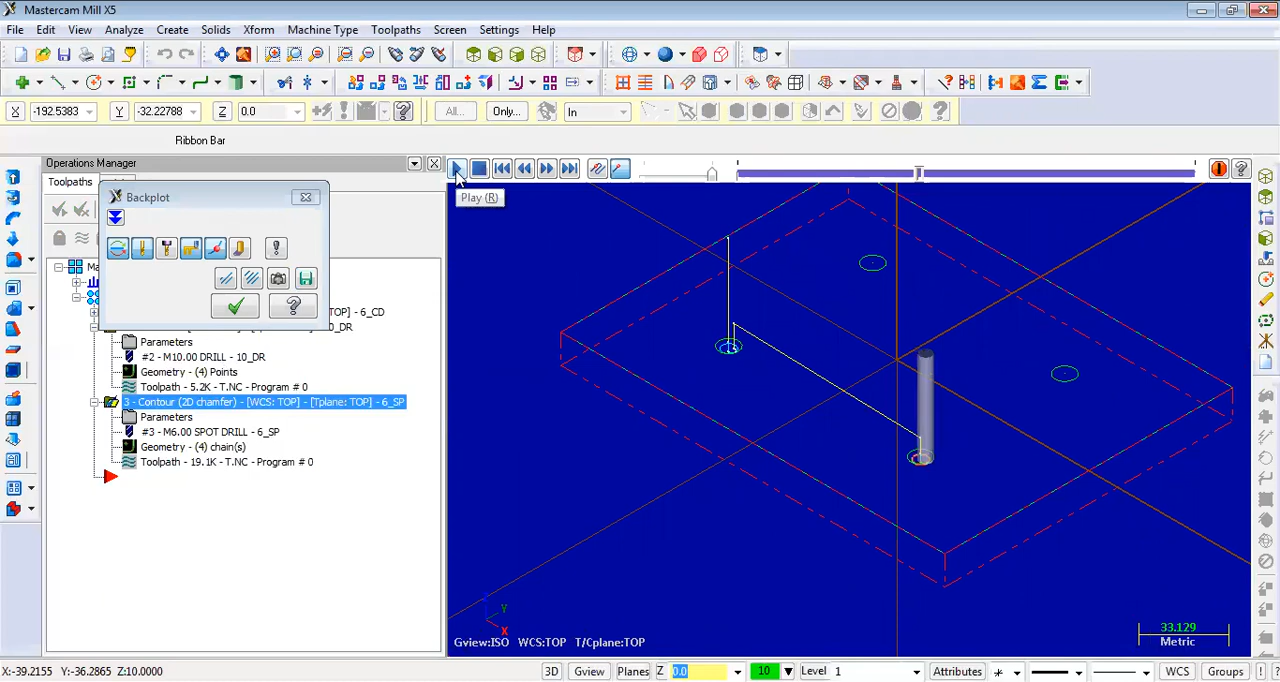 Mastercam Mill X5
File Edit View Analyze Create Solids Xform Machine Type Toolpaths Screen Settings Help
X -192.5383 Y -32.22788 Z 0.0 All... Only... In
Ribbon Bar
Operations Manager
Toolpaths
Play (R)
Backplot
Ma
TOP] - 6_CD
10_DR
Parameters
#2 - M10.00 DRILL - 10_DR
Geometry - (4) Points
Toolpath - 5.2K - T.NC - Program # 0
3 - Contour (2D chamfer) - [WCS: TOP] - [Tplane: TOP] - 6_SP
Parameters
#3 - M6.00 SPOT DRILL - 6_SP
Geometry - (4) chain(s)
Toolpath - 19.1K - T.NC - Program # 0
Y
X
Gview:ISO WCS:TOP T/Cplane:TOP
33.129
Metric
X:-39.2155 Y:-36.2865 Z:10.0000 3D Gview Planes Z 0.0 10 Level 1 Attributes WCS Groups